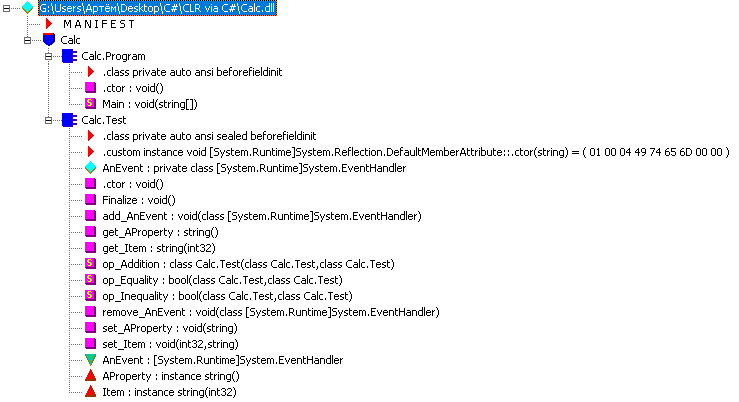 G:\Users\Артём\Desktop\C#\CLR via C#\Calc.dll
M A N I F E S T
Calc
Calc.Program
.class private auto ansi beforefieldinit
.ctor : void()
S Main : void(string[])
Calc.Test
.class private auto ansi sealed beforefieldinit
.custom instance void [System.Runtime]System.Reflection.DefaultMemberAttribute::.ctor(string) = ( 01 00 04 49 74 65 6D 00 00 )
AnEvent : private class [System.Runtime]System.EventHandler
.ctor : void()
Finalize : void()
add_AnEvent : void(class [System.Runtime]System.EventHandler)
get_AProperty : string()
get_Item : string(int32)
S op_Addition : class Calc.Test(class Calc.Test,class Calc.Test)
S op_Equality : bool(class Calc.Test,class Calc.Test)
S op_Inequality : bool(class Calc.Test,class Calc.Test)
remove_AnEvent : void(class [System.Runtime]System.EventHandler)
set_AProperty : void(string)
set_Item : void(int32,string)
AnEvent : [System.Runtime]System.EventHandler
AProperty : instance string()
Item : instance string(int32)